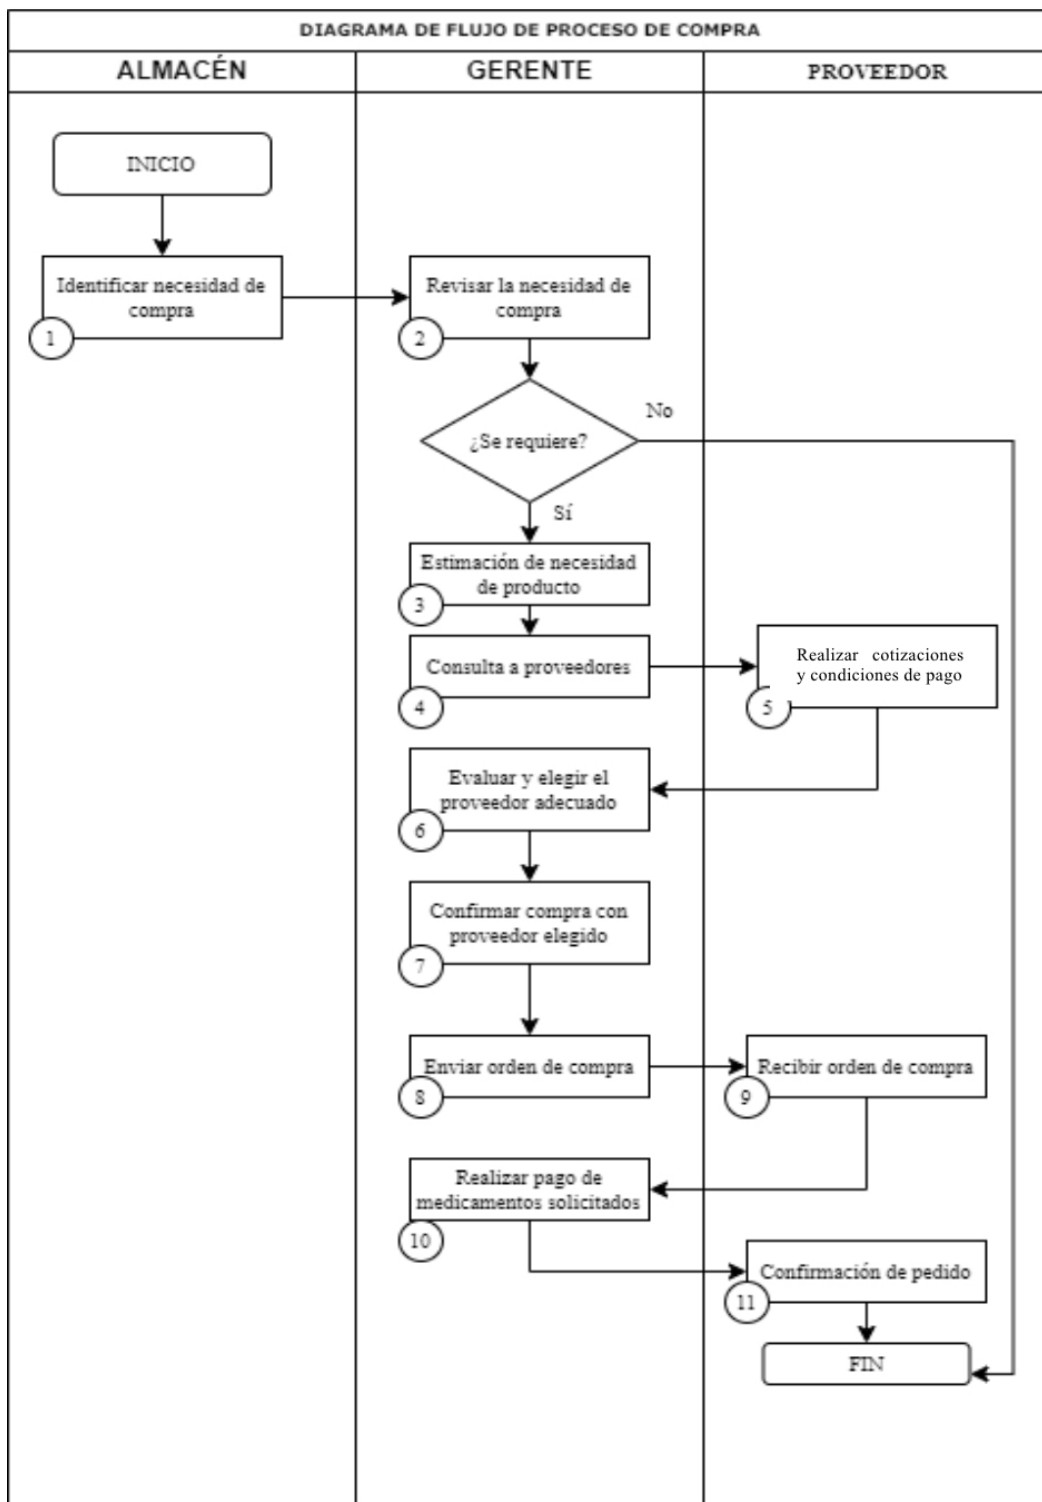 DIAGRAMA DE FLUJO DE PROCESO DE COMPRA
ALMACÉN
GERENTE
PROVEEDOR
INICIO
Identificar necesidad de
compra
1
Revisar la necesidad de
compra
2
¿Se requiere?
No
Sí
Estimación de necesidad
de producto
3
Consulta a proveedores
4
Realizar cotizaciones
y condiciones de pago
5
Evaluar y elegir el
proveedor adecuado
6
Confirmar compra con
proveedor elegido
7
Enviar orden de compra
8
Recibir orden de compra
9
Realizar pago de
medicamentos solicitados
10
Confirmación de pedido
11
FIN